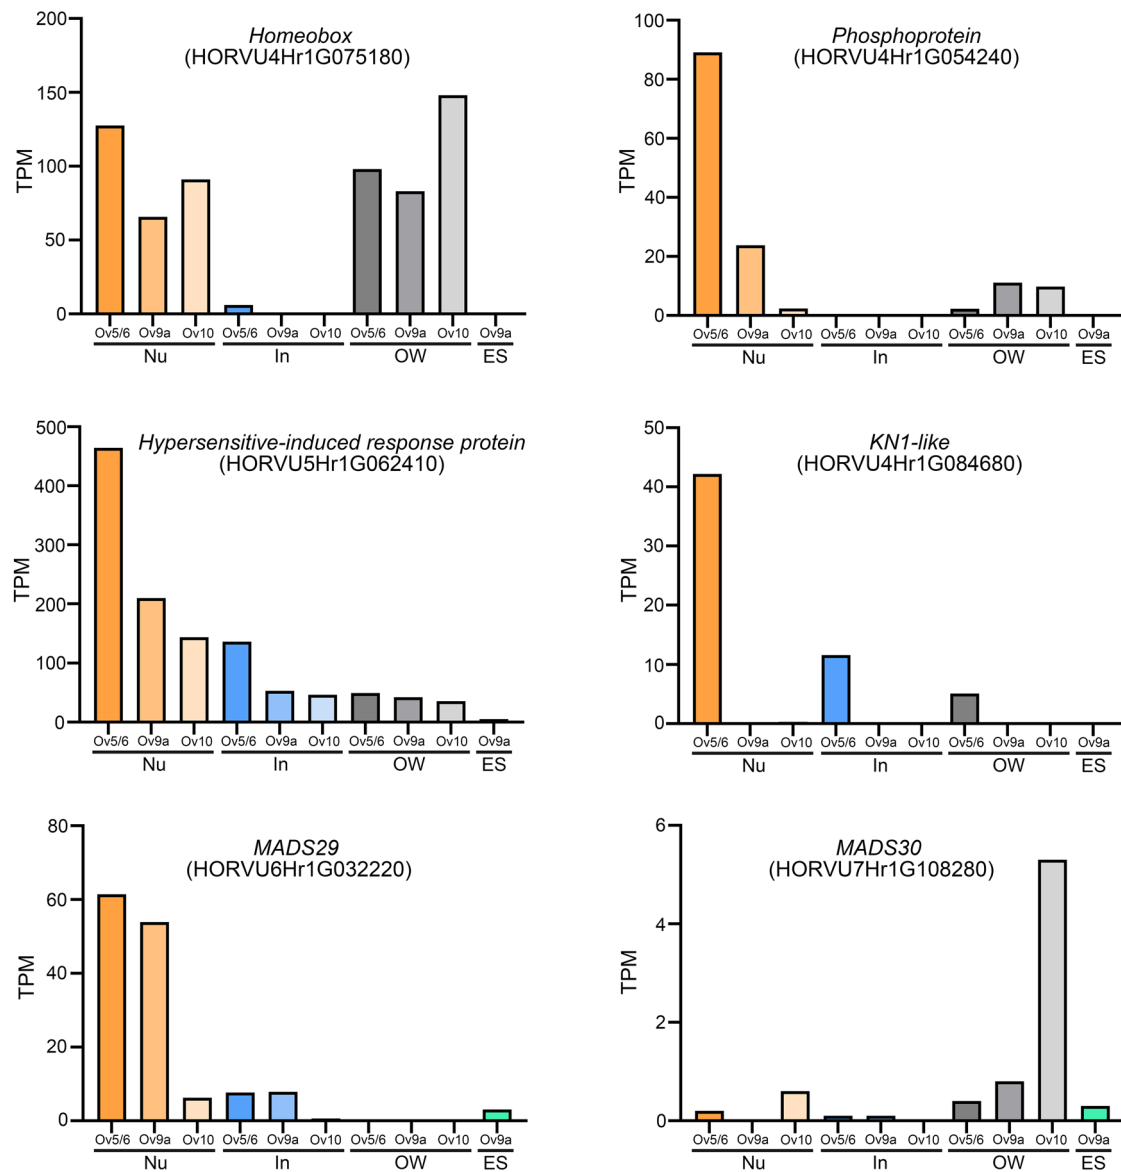 Homeobox
(HORVU4Hr1G075180)
TPM
200
150
100
50
0
Ov5/6 Ov9a Ov10 Ov5/6 Ov9a Ov10 Ov5/6 Ov9a Ov10 Ov9a
Nu In OW ES
Phosphoprotein
(HORVU4Hr1G054240)
TPM
100
80
60
40
20
0
Ov5/6 Ov9a Ov10 Ov5/6 Ov9a Ov10 Ov5/6 Ov9a Ov10 Ov9a
Nu In OW ES
Hypersensitive-induced response protein
(HORVU5Hr1G062410)
TPM
500
400
300
200
100
0
Ov5/6 Ov9a Ov10 Ov5/6 Ov9a Ov10 Ov5/6 Ov9a Ov10 Ov9a
Nu In OW ES
KN1-like
(HORVU4Hr1G084680)
TPM
50
40
30
20
10
0
Ov5/6 Ov9a Ov10 Ov5/6 Ov9a Ov10 Ov5/6 Ov9a Ov10 Ov9a
Nu In OW ES
MADS29
(HORVU6Hr1G032220)
TPM
80
60
40
20
0
Ov5/6 Ov9a Ov10 Ov5/6 Ov9a Ov10 Ov5/6 Ov9a Ov10 Ov9a
Nu In OW ES
MADS30
(HORVU7Hr1G108280)
TPM
6
4
2
0
Ov5/6 Ov9a Ov10 Ov5/6 Ov9a Ov10 Ov5/6 Ov9a Ov10 Ov9a
Nu In OW ES